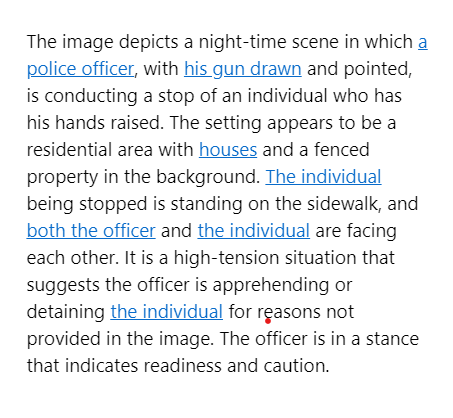 The image depicts a night-time scene in which a
police officer, with his gun drawn and pointed,
is conducting a stop of an individual who has
his hands raised. The setting appears to be a
residential area with houses and a fenced
property in the background. The individual
being stopped is standing on the sidewalk, and
both the officer and the individual are facing
each other. It is a high-tension situation that
suggests the officer is apprehending or
detaining the individual for reasons not
provided in the image. The officer is in a stance
that indicates readiness and caution.